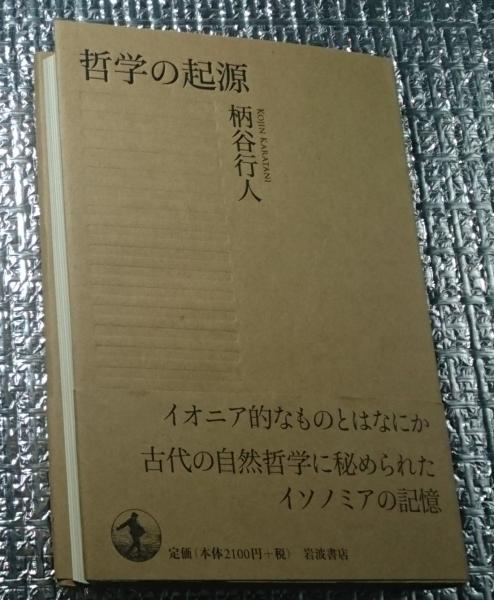 哲学の起源
柄谷行人
KOJIN KARATANI
イオニア的なものとはなにか
古代の自然哲学に秘められた
イソノミアの記憶
定価(本体2100円+税) 岩波書店